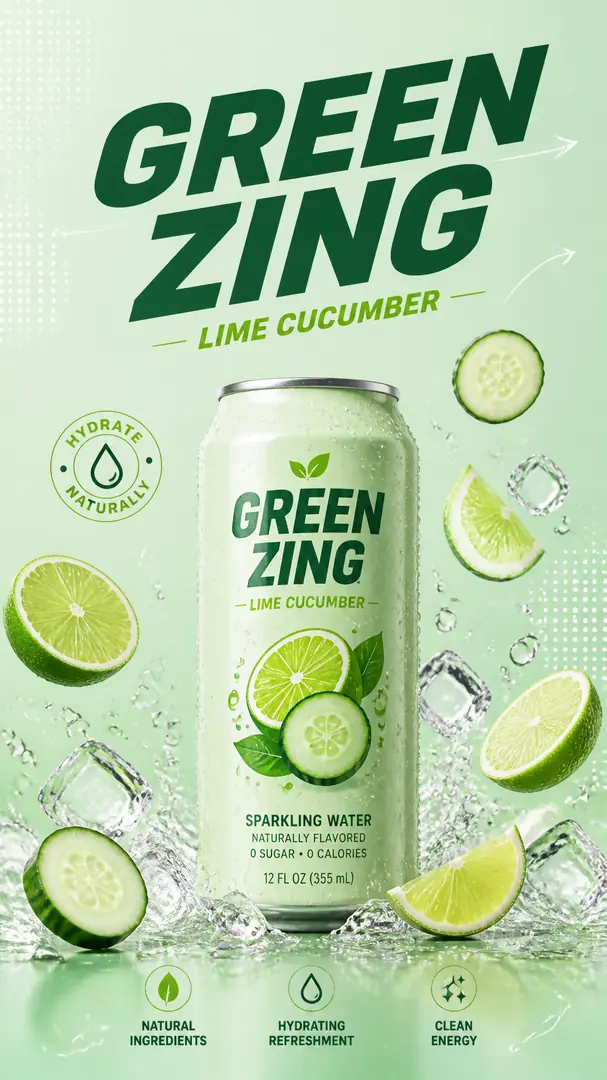 GREEN
ZING
LIME CUCUMBER
HYDRATE
NATURALLY
GREEN
ZING
LIME CUCUMBER
SPARKLING WATER
NATURALLY FLAVORED
0 SUGAR • 0 CALORIES
12 FL OZ (355 mL)
NATURAL
INGREDIENTS
HYDRATING
REFRESHMENT
CLEAN
ENERGY